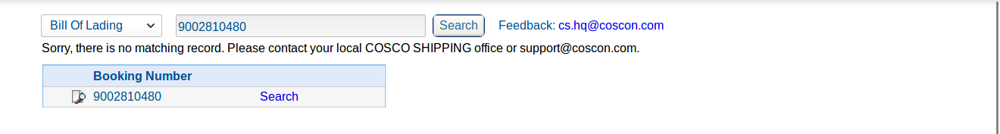 Bill Of Lading 9002810480 Search Feedback: cs.hq@coscon.com
Sorry, there is no matching record. Please contact your local COSCO SHIPPING office or support@coscon.com.
Booking Number
9002810480 Search